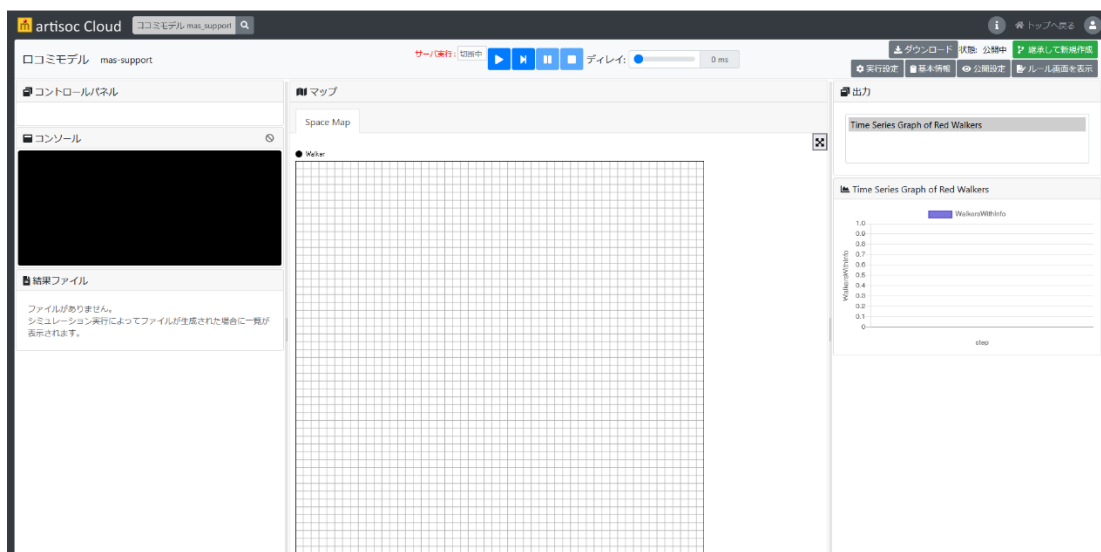 artisoc Cloud
口コミモデル mas_support
トップへ戻る
口コミモデル mas-support
サーバ実行: 切断中
ディレイ:
0 ms
ダウンロード
状態: 公開中
継承して新規作成
実行設定
基本情報
公開設定
ルール画面を表示
コントロールパネル
コンソール
結果ファイル
ファイルがありません。
シミュレーション実行によってファイルが生成された場合に一覧が
表示されます。
マップ
Space Map
Walker
出力
Time Series Graph of Red Walkers
Time Series Graph of Red Walkers
WalkersWithInfo
WalkersWithInfo
1.0
0.9
0.8
0.7
0.6
0.5
0.4
0.3
0.2
0.1
0
step